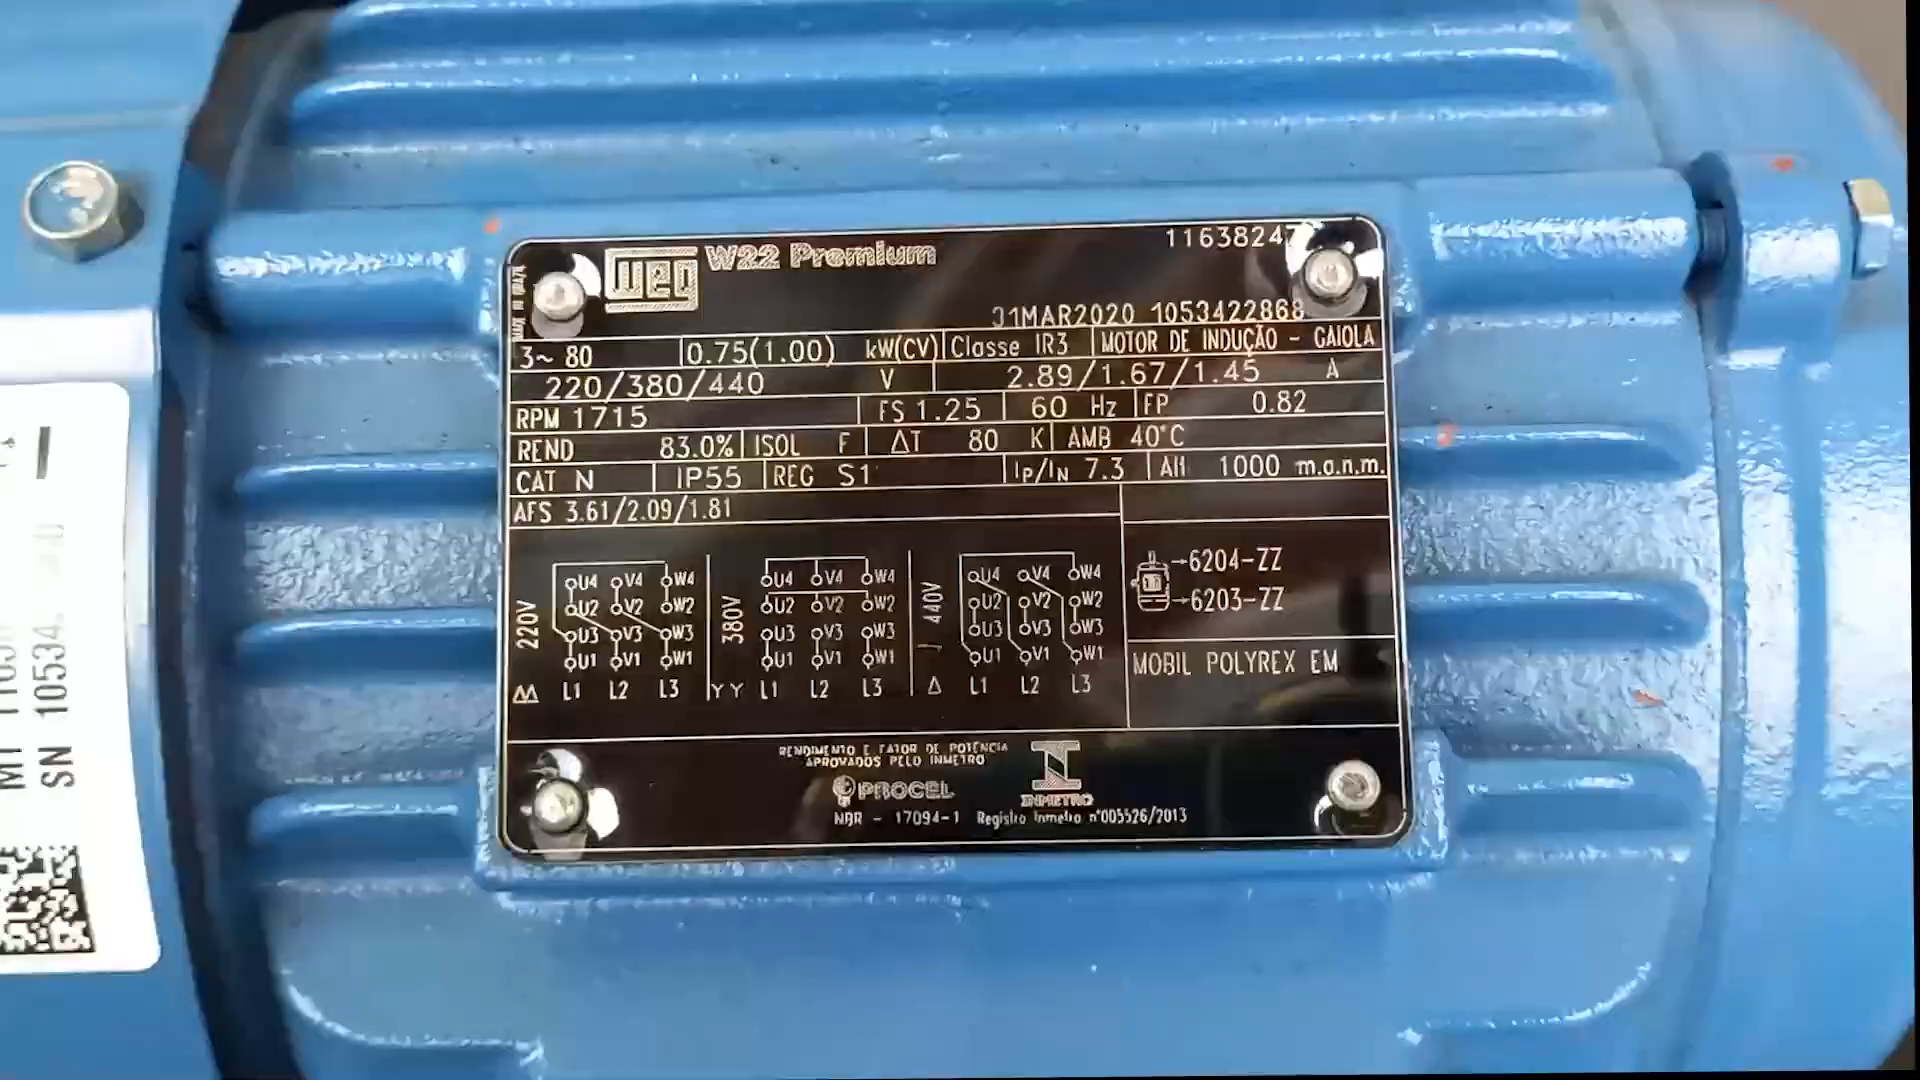 weg W22 Premium
31MAR2020 1053422868
3~ 80 0.75(1.00) kW(CV) Classe IR3 MOTOR DE INDUÇÃO - GAIOLA
220/380/440 V 2.89/1.67/1.45 A
RPM 1715 FS 1.25 60 Hz FP 0.82
REND 83.0% ISOL F ΔT 80 K AMB 40°C
CAT N IP55 REG S1 Ip/IN 7.3 Alt 1000 m.a.n.m.
AFS 3.61/2.09/1.81
220V
U4 V4 W4
U2 V2 W2
U3 V3 W3
U1 V1 W1
ΔΔ L1 L2 L3
380V
U4 V4 W4
U2 V2 W2
U3 V3 W3
U1 V1 W1
YY L1 L2 L3
440V
U4 V4 W4
U2 V2 W2
U3 V3 W3
U1 V1 W1
Δ L1 L2 L3
→6204-ZZ
→6203-ZZ
MOBIL POLYREX EM
RENDIMENTO E FATOR DE POTÊNCIA
APROVADOS PELO INMETRO
PROCEL
INMETRO
NBR - 17094-1 Registro Inmetro n°005526/2013
SN 10534